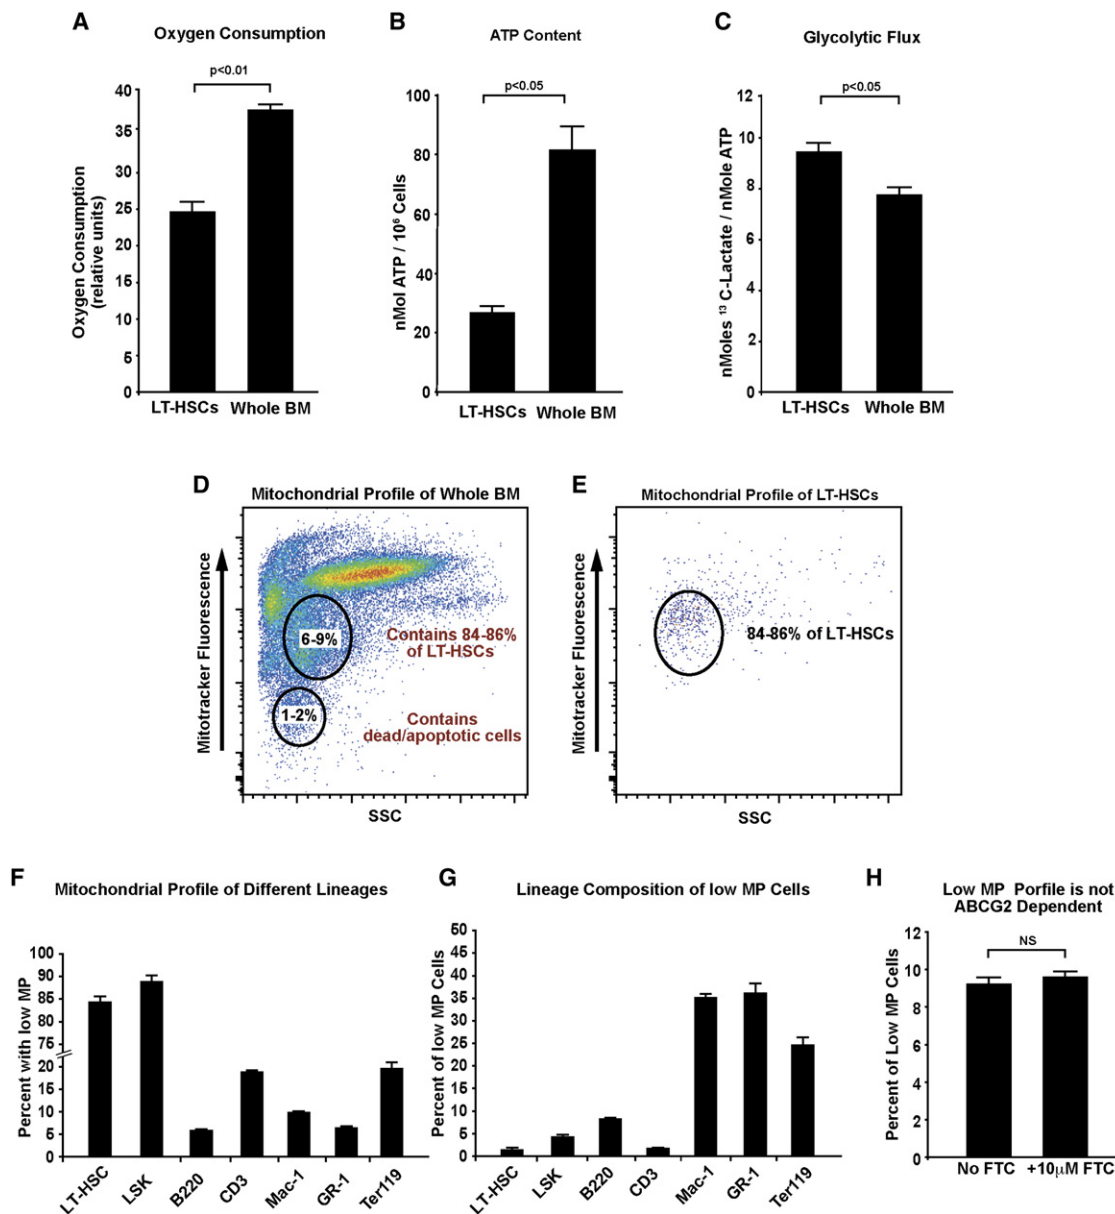 A
Oxygen Consumption
p<0.01
40
35
30
25
20
35
30
5
0
Oxygen Consumption
(relative units)
LT-HSCs
Whole BM
B
ATP Content
p<0.05
100
80
60
40
20
0
nMol ATP / 10⁶ Cells
LT-HSCs
Whole BM
C
Glycolytic Flux
p<0.05
12
10
8
6
4
2
0
nMoles ¹³ C-Lactate / nMole ATP
LT-HSCs
Whole BM
D
Mitochondrial Profile of Whole BM
Mitotracker Fluorescence
6-9%
Contains 84-86%
of LT-HSCs
1-2%
Contains
dead/apoptotic cells
SSC
E
Mitochondrial Profile of LT-HSCs
Mitotracker Fluorescence
84-86% of LT-HSCs
SSC
F
Mitochondrial Profile of Different Lineages
100
90
85
75
20
15
10
5
0
Percent with low MP
LT-HSC
LSK
B220
CD3
Mac-1
GR-1
Ter119
G
Lineage Composition of low MP Cells
50
45
40
35
30
25
20
15
10
5
0
Percent of low MP Cells
LT-HSC
LSK
B220
CD3
Mac-1
GR-1
Ter119
H
Low MP Porfile is not
ABCG2 Dependent
NS
12
10
8
6
4
2
0
Percent of Low MP Cells
No FTC
+10μM FTC